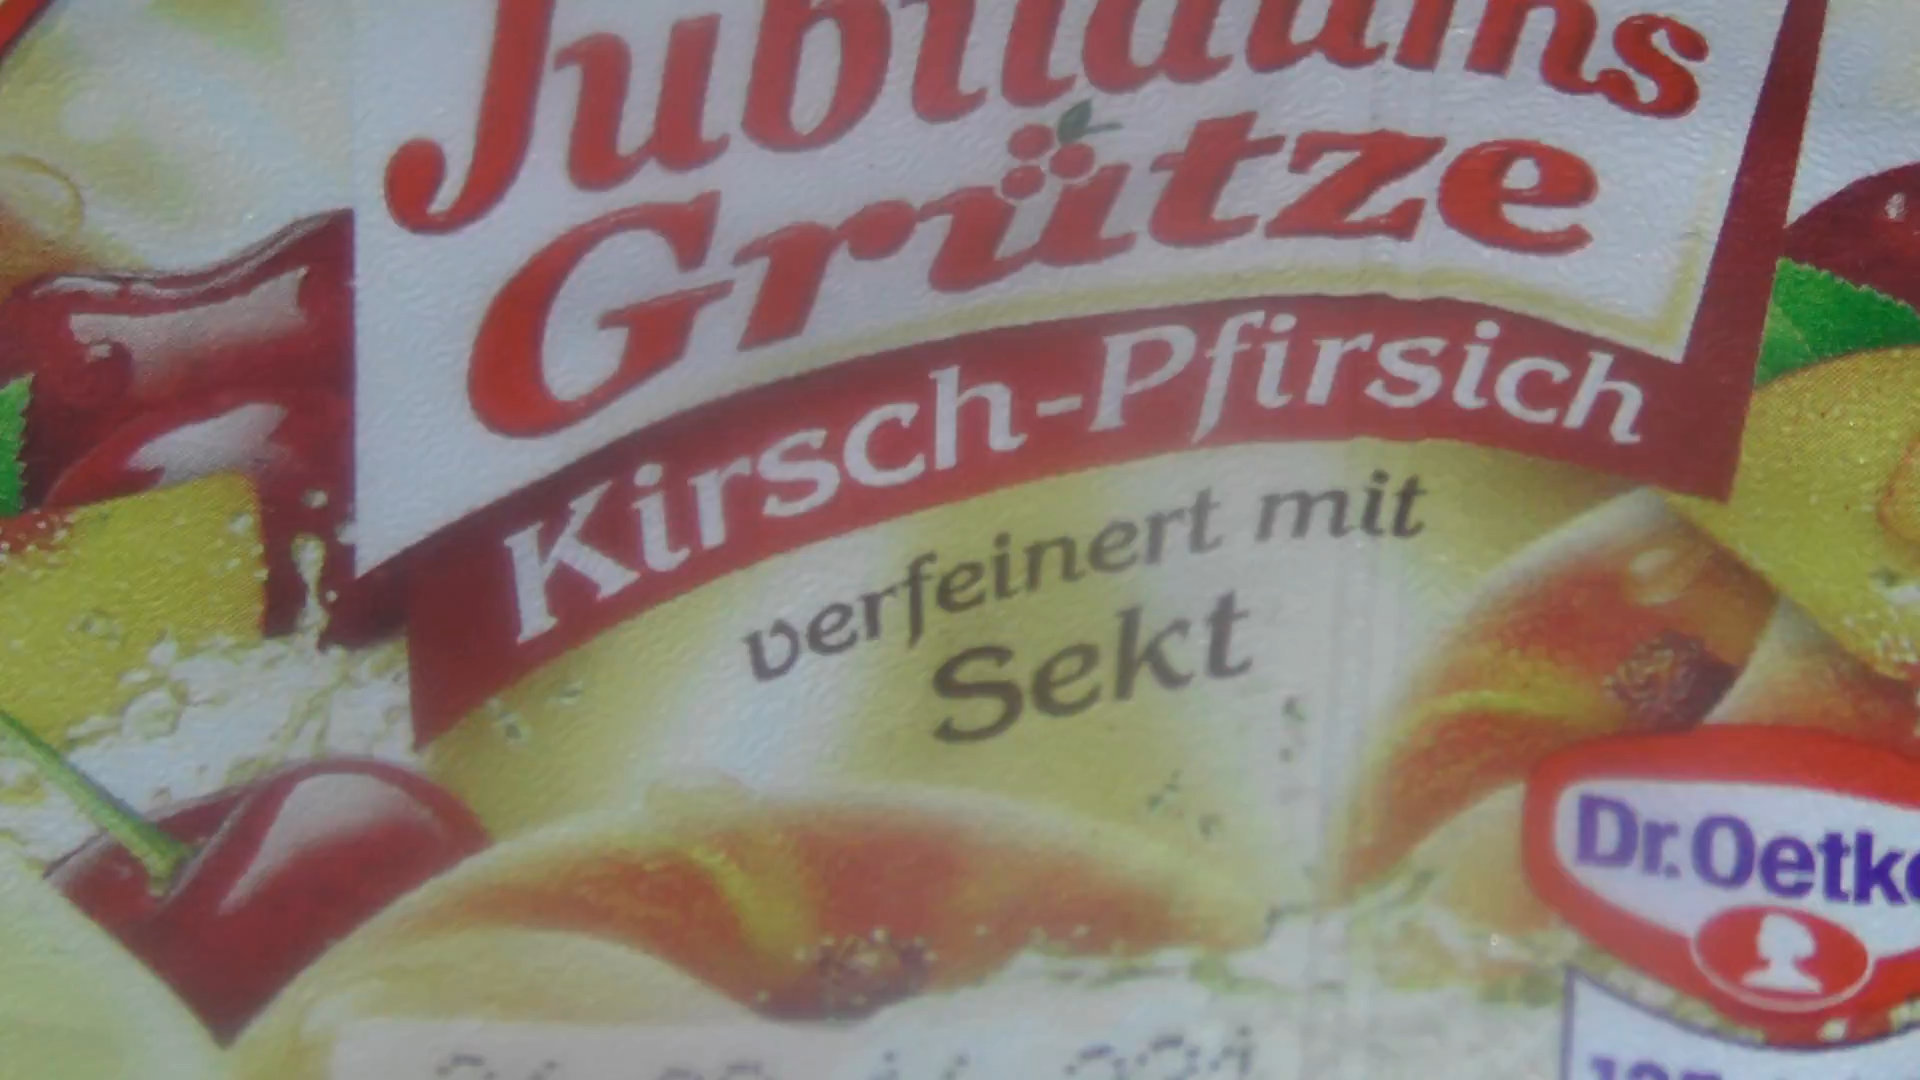 Jubiläums
Grütze
Kirsch-Pfirsich
verfeinert mit
Sekt
Dr.Oetke